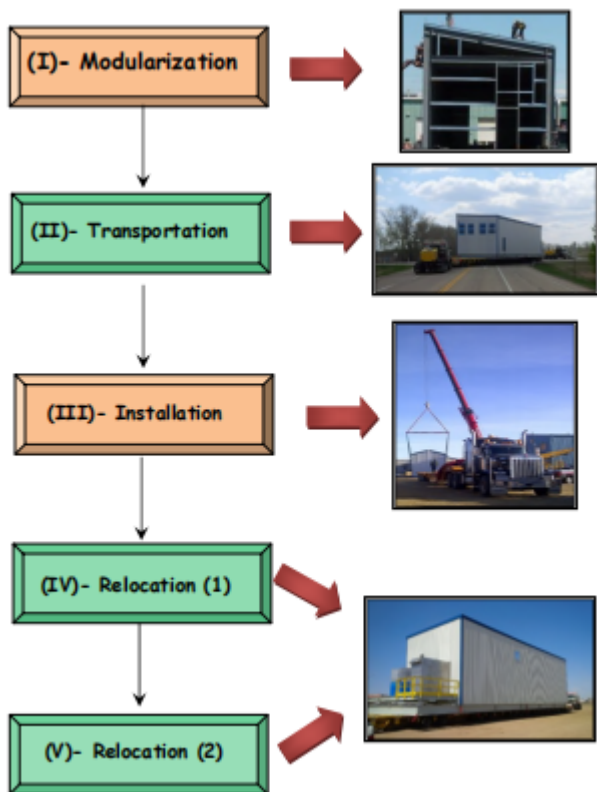 (I)- Modularization
(II)- Transportation
(III)- Installation
(IV)- Relocation (1)
(V)- Relocation (2)